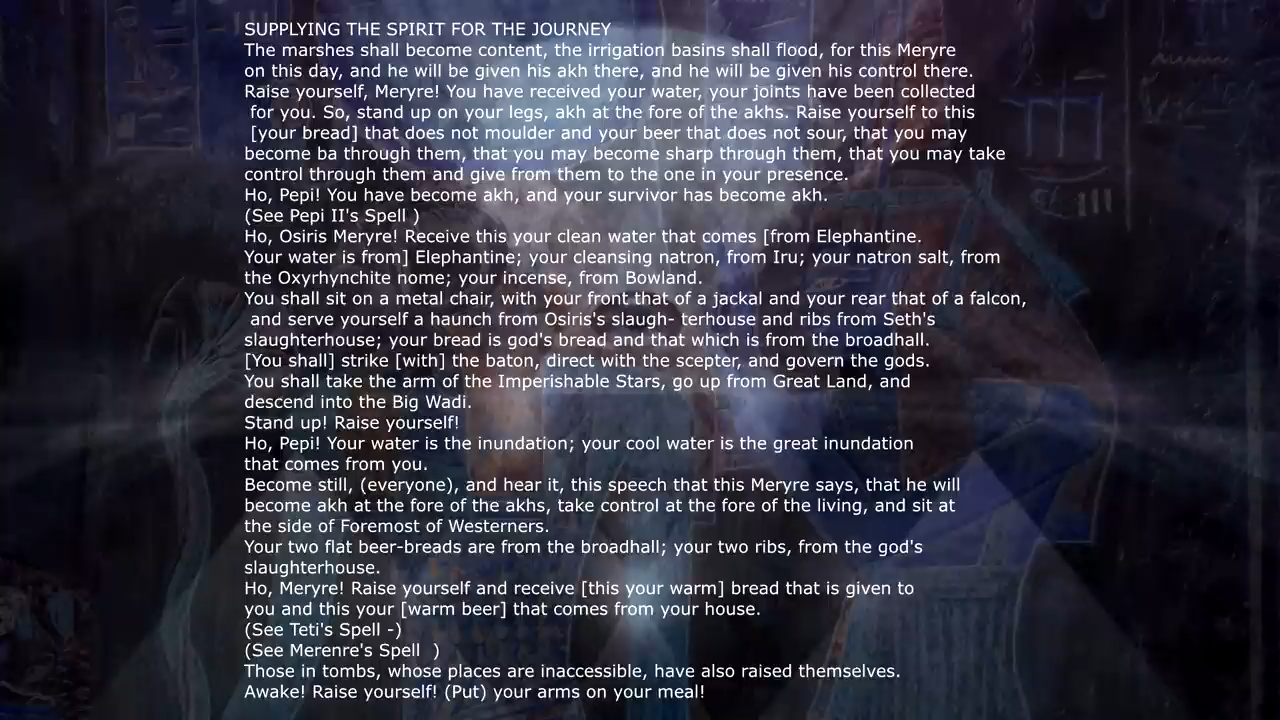 SUPPLYING THE SPIRIT FOR THE JOURNEY
The marshes shall become content, the irrigation basins shall flood, for this Meryre
on this day, and he will be given his akh there, and he will be given his control there.
Raise yourself, Meryre! You have received your water, your joints have been collected
for you. So, stand up on your legs, akh at the fore of the akhs. Raise yourself to this
[your bread] that does not moulder and your beer that does not sour, that you may
become ba through them, that you may become sharp through them, that you may take
control through them and give from them to the one in your presence.
Ho, Pepi! You have become akh, and your survivor has become akh.
(See Pepi II's Spell )
Ho, Osiris Meryre! Receive this your clean water that comes [from Elephantine.
Your water is from] Elephantine; your cleansing natron, from Iru; your natron salt, from
the Oxyrhynchite nome; your incense, from Bowland.
You shall sit on a metal chair, with your front that of a jackal and your rear that of a falcon,
and serve yourself a haunch from Osiris's slaugh- terhouse and ribs from Seth's
slaughterhouse; your bread is god's bread and that which is from the broadhall.
[You shall] strike [with] the baton, direct with the scepter, and govern the gods.
You shall take the arm of the Imperishable Stars, go up from Great Land, and
descend into the Big Wadi.
Stand up! Raise yourself!
Ho, Pepi! Your water is the inundation; your cool water is the great inundation
that comes from you.
Become still, (everyone), and hear it, this speech that this Meryre says, that he will
become akh at the fore of the akhs, take control at the fore of the living, and sit at
the side of Foremost of Westerners.
Your two flat beer-breads are from the broadhall; your two ribs, from the god's
slaughterhouse.
Ho, Meryre! Raise yourself and receive [this your warm] bread that is given to
you and this your [warm beer] that comes from your house.
(See Teti's Spell -)
(See Merenre's Spell  )
Those in tombs, whose places are inaccessible, have also raised themselves.
Awake! Raise yourself! (Put) your arms on your meal!